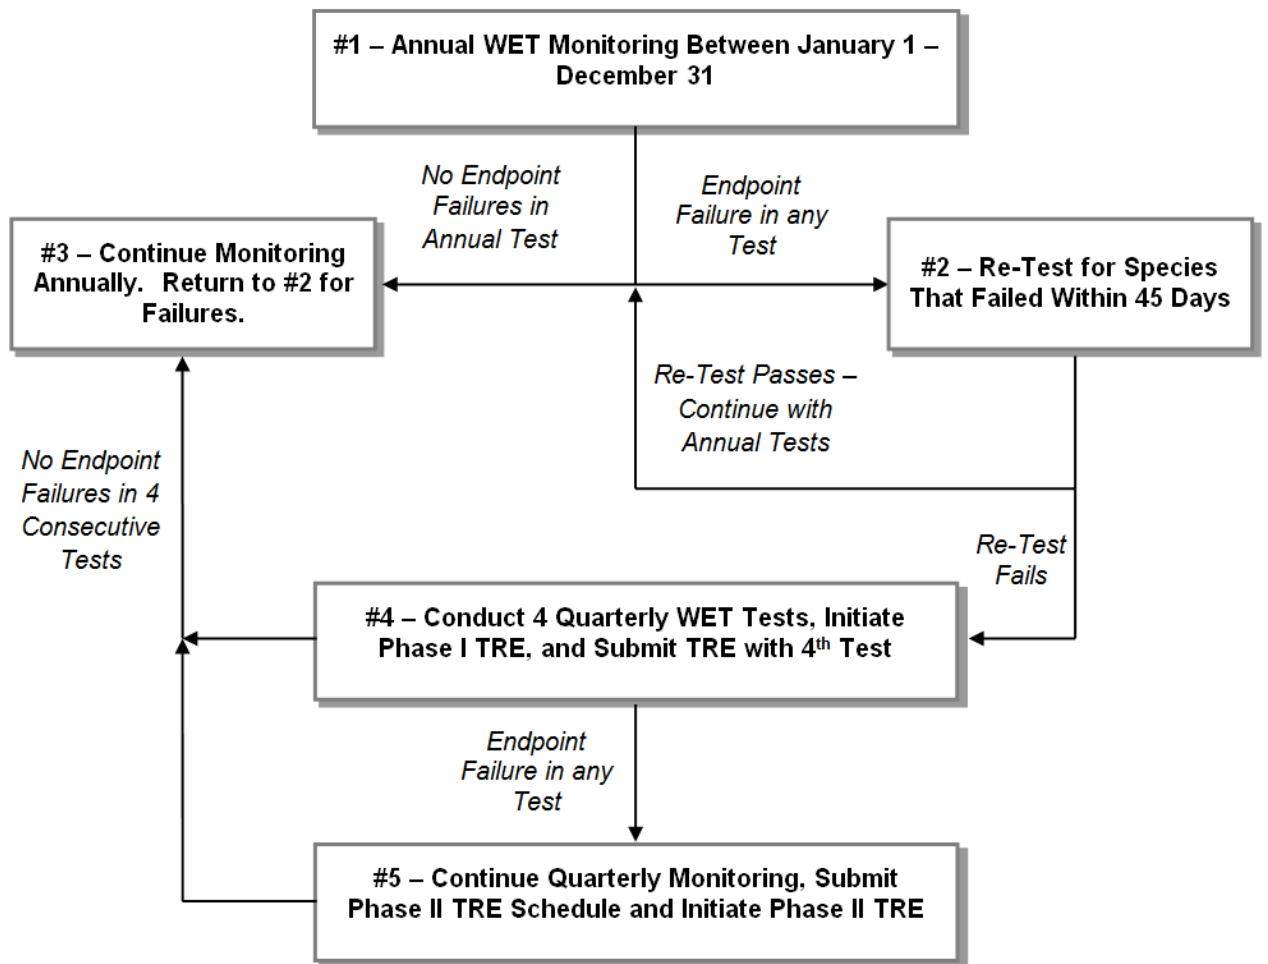 #1 – Annual WET Monitoring Between January 1 –
December 31
No Endpoint
Failures in
Annual Test
Endpoint
Failure in any
Test
#3 – Continue Monitoring
Annually.  Return to #2 for
Failures.
#2 – Re-Test for Species
That Failed Within 45 Days
Re-Test Passes –
Continue with
Annual Tests
No Endpoint
Failures in 4
Consecutive
Tests
Re-Test
Fails
#4 – Conduct 4 Quarterly WET Tests, Initiate
Phase I TRE, and Submit TRE with 4th Test
Endpoint
Failure in any
Test
#5 – Continue Quarterly Monitoring, Submit
Phase II TRE Schedule and Initiate Phase II TRE